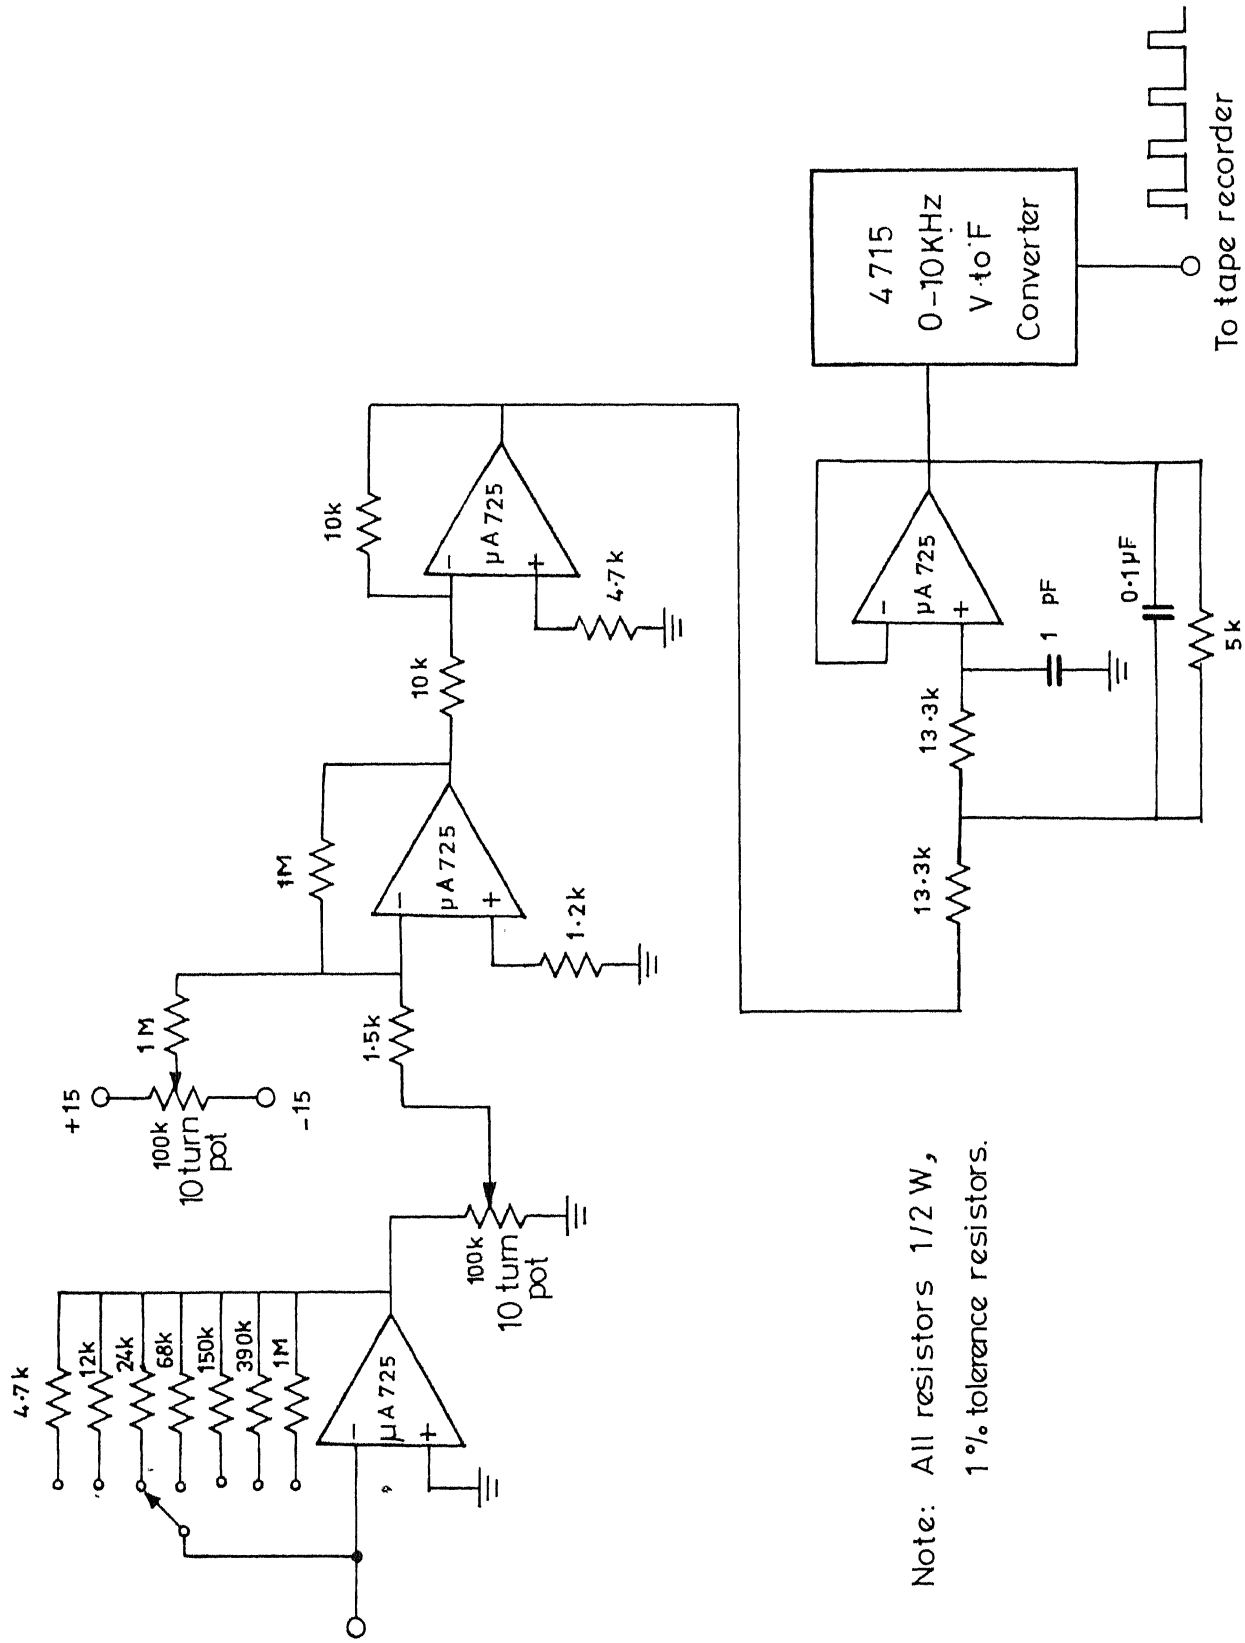 4.7k
12k
24k
68k
150k
390k
1M
μA 725
−
+
100k
10 turn
pot
+15
-15
100k
10 turn
pot
1M
1.5k
1M
μA 725
−
+
1.2k
10k
10k
μA 725
−
+
4.7k
13.3k
13.3k
1 pF
μA 725
−
+
0.1μF
5k
4715
0-10KHz
V to F
Converter
To tape recorder
Note: All resistors 1/2 W,
1% tolerence resistors.